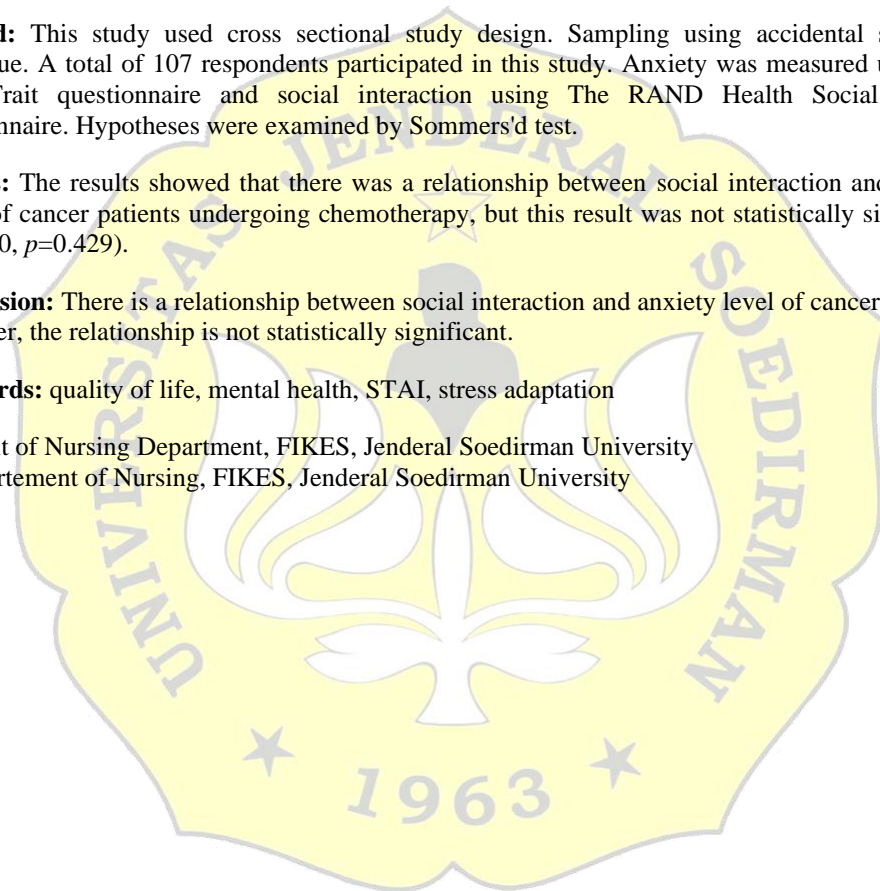 d: This study used cross sectional study design. Sampling using accidental s
ue. A total of 107 respondents participated in this study. Anxiety was measured u
Trait questionnaire and social interaction using The RAND Health Social
nnaire. Hypotheses were examined by Sommers'd test.
: The results showed that there was a relationship between social interaction and
of cancer patients undergoing chemotherapy, but this result was not statistically si
0, p=0.429).
sion: There is a relationship between social interaction and anxiety level of cancer
er, the relationship is not statistically significant.
rds: quality of life, mental health, STAI, stress adaptation
t of Nursing Department, FIKES, Jenderal Soedirman University
rtement of Nursing, FIKES, Jenderal Soedirman University
UNIVERSITAS JENDERAL SOEDIRMAN
1963